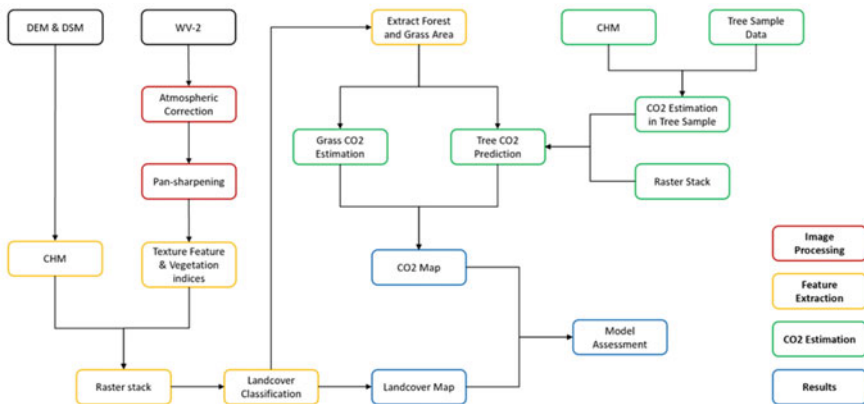 DEM & DSM
WV-2
Extract Forest
and Grass Area
CHM
Tree Sample
Data
Atmospheric
Correction
CO2 Estimation
in Tree Sample
Grass CO2
Estimation
Tree CO2
Prediction
Pan-sharpening
Raster Stack
CHM
Texture Feature
& Vegetation
indices
CO2 Map
Image
Processing
Feature
Extraction
Model
Assessment
CO2 Estimation
Raster stack
Landcover
Classification
Landcover Map
Results